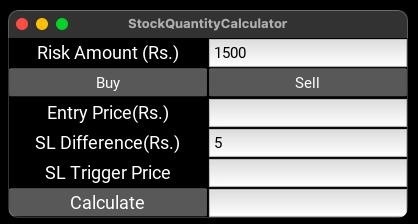 StockQuantityCalculator
Risk Amount (Rs.) 1500
Buy Sell
Entry Price(Rs.)
SL Difference(Rs.) 5
SL Trigger Price
Calculate